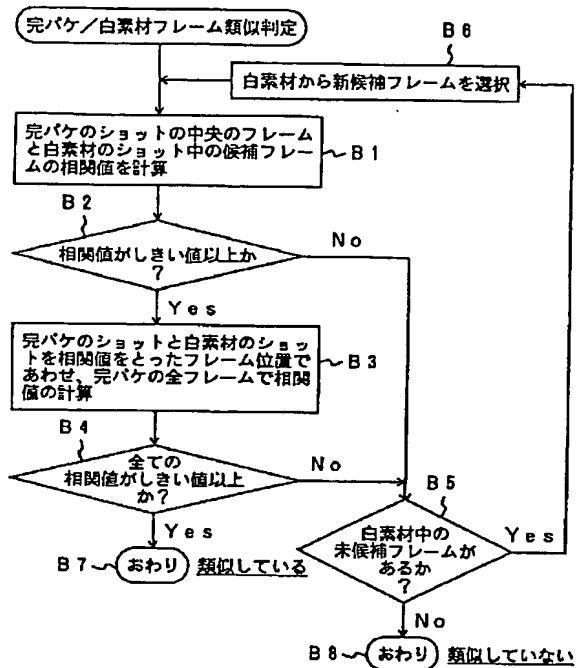 完パケ/白素材フレーム類似判定
B6
白素材から新候補フレームを選択
完パケのショットの中央のフレーム
と白素材のショット中の候補フレー
ムの相関値を計算
B1
B2
相関値がしきい値以上か
?
No
Yes
完パケのショットと白素材のショッ
トを相関値をとったフレーム位置で
あわせ、完パケの全フレームで相関
値の計算
B3
B4
全ての
相関値がしきい値以上
か?
No
Yes
B5
白素材中の
未候補フレームが
あるか
?
Yes
No
B7
おわり
類似している
B8
おわり
類似していない